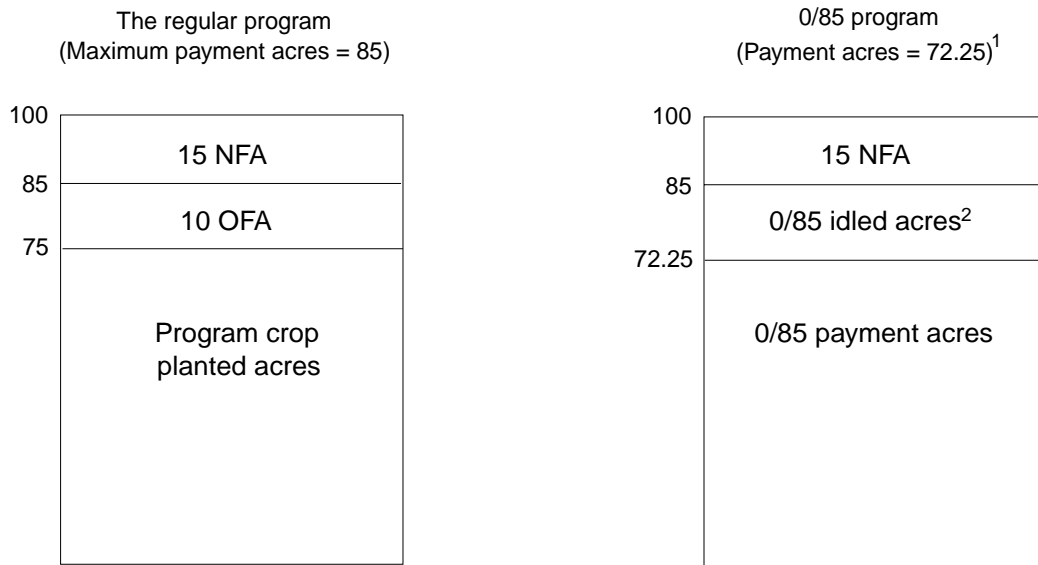 The regular program
(Maximum payment acres = 85)
100
15 NFA
85
10 OFA
75
Program crop
planted acres
0/85 program
(Payment acres = 72.25)1
100
15 NFA
85
0/85 idled acres2
72.25
0/85 payment acres